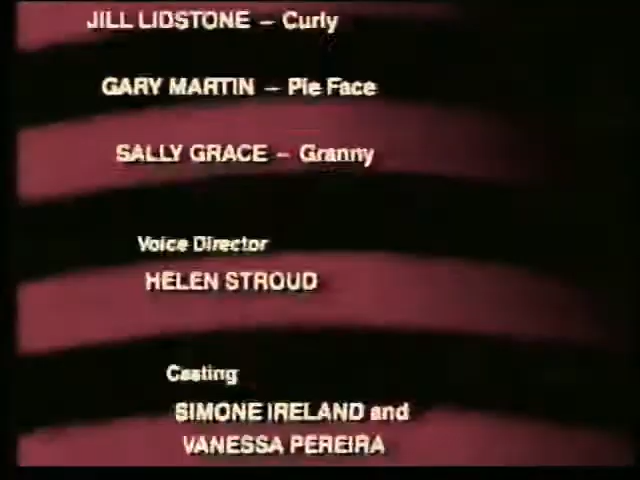 JILL LIDSTONE – Curly
GARY MARTIN – Pie Face
SALLY GRACE – Granny
Voice Director
HELEN STROUD
Casting
SIMONE IRELAND and
VANESSA PEREIRA